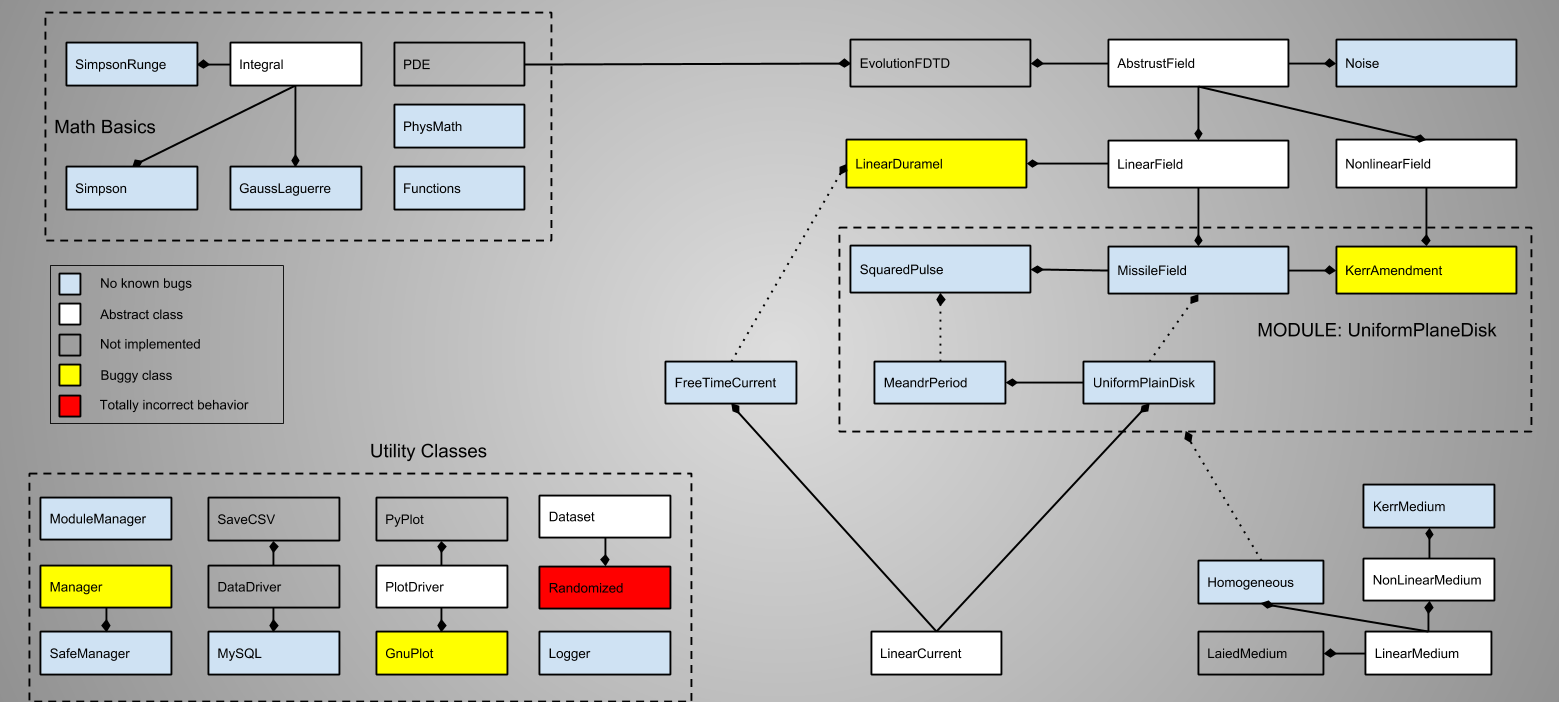 SimpsonRunge
Integral
PDE
PhysMath
Math Basics
Simpson
GaussLaguerre
Functions
EvolutionFDTD
AbstrustField
Noise
LinearDuramel
LinearField
NonlinearField
SquaredPulse
MissileField
KerrAmendment
MODULE: UniformPlaneDisk
FreeTimeCurrent
MeandrPeriod
UniformPlainDisk
No known bugs
Abstract class
Not implemented
Buggy class
Totally incorrect behavior
Utility Classes
ModuleManager
SaveCSV
PyPlot
Dataset
Manager
DataDriver
PlotDriver
Randomized
SafeManager
MySQL
GnuPlot
Logger
LinearCurrent
KerrMedium
Homogeneous
NonLinearMedium
LaiedMedium
LinearMedium